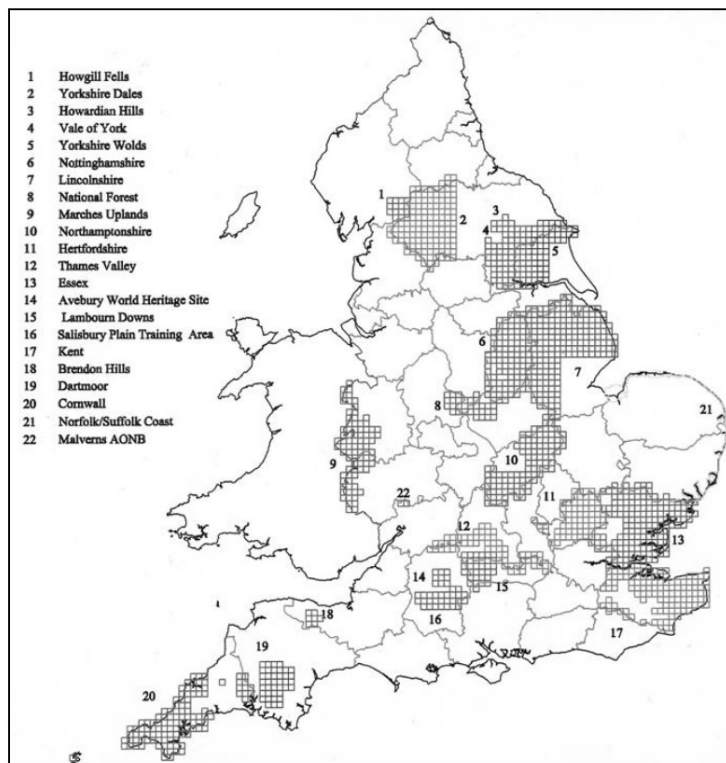 1 Howgill Fells
2 Yorkshire Dales
3 Howardian Hills
4 Vale of York
5 Yorkshire Wolds
6 Nottinghamshire
7 Lincolnshire
8 National Forest
9 Marches Uplands
10 Northamptonshire
11 Hertfordshire
12 Thames Valley
13 Essex
14 Avebury World Heritage Site
15 Lambourn Downs
16 Salisbury Plain Training Area
17 Kent
18 Brendon Hills
19 Dartmoor
20 Cornwall
21 Norfolk/Suffolk Coast
22 Malverns AONB
1
2
3
4
5
6
7
8
21
9
10
11
22
12
13
14
15
16
18
17
19
20